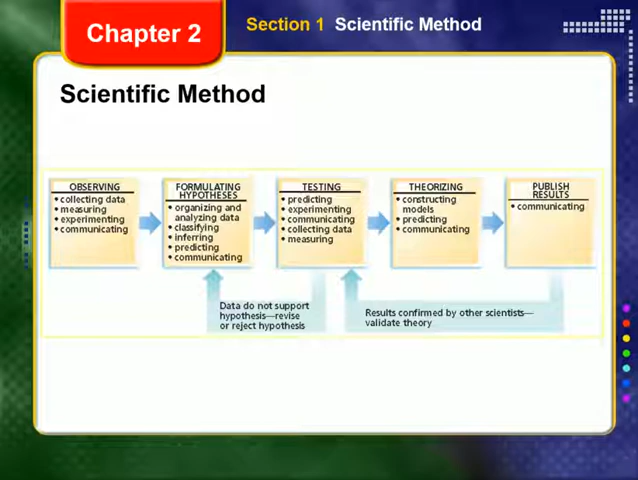 Chapter 2
Section 1 Scientific Method
Scientific Method
OBSERVING
• collecting data
• measuring
• experimenting
• communicating
FORMULATING
HYPOTHESES
• organizing and
analyzing data
• classifying
• inferring
• predicting
• communicating
TESTING
• predicting
• experimenting
• communicating
• collecting data
• measuring
THEORIZING
• constructing
models
• predicting
• communicating
PUBLISH
RESULTS
• communicating
Data do not support
hypothesis—revise
or reject hypothesis
Results confirmed by other scientists—
validate theory